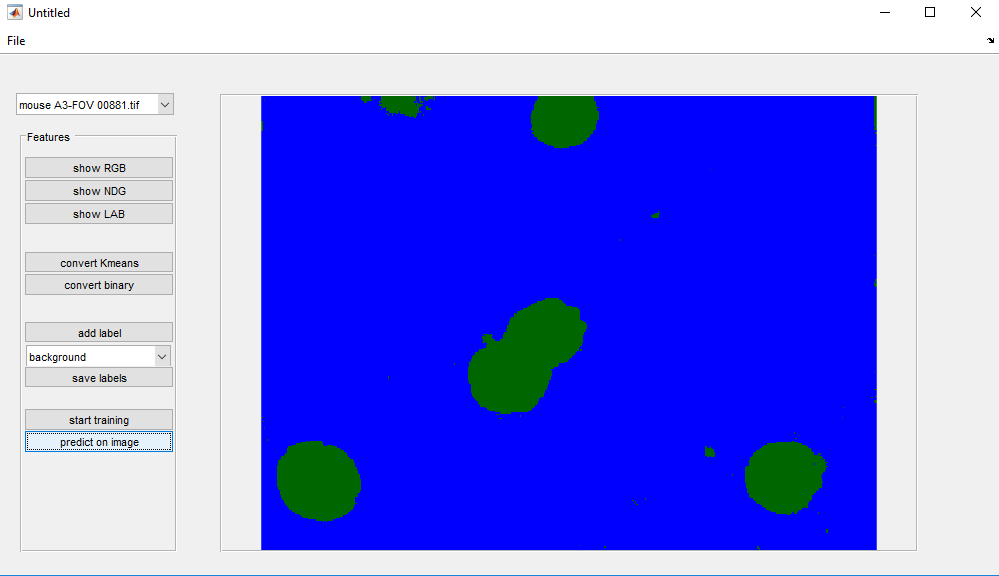 Untitled
File
mouse A3-FOV 00881.tif
Features
show RGB
show NDG
show LAB
convert Kmeans
convert binary
add label
background
save labels
start training
predict on image